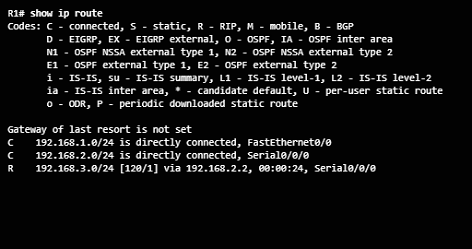 R1# show ip route
Codes: C - connected, S - static, R - RIP, M - mobile, B - BGP
D - EIGRP, EX - EIGRP external, O - OSPF, IA - OSPF inter area
N1 - OSPF NSSA external type 1, N2 - OSPF NSSA external type 2
E1 - OSPF external type 1, E2 - OSPF external type 2
i - IS-IS, su - IS-IS summary, L1 - IS-IS level-1, L2 - IS-IS level-2
ia - IS-IS inter area, * - candidate default, U - per-user static route
o - ODR, P - periodic downloaded static route
Gateway of last resort is not set
C 192.168.1.0/24 is directly connected, FastEthernet0/0
C 192.168.2.0/24 is directly connected, Serial0/0/0
R 192.168.3.0/24 [120/1] via 192.168.2.2, 00:00:24, Serial0/0/0